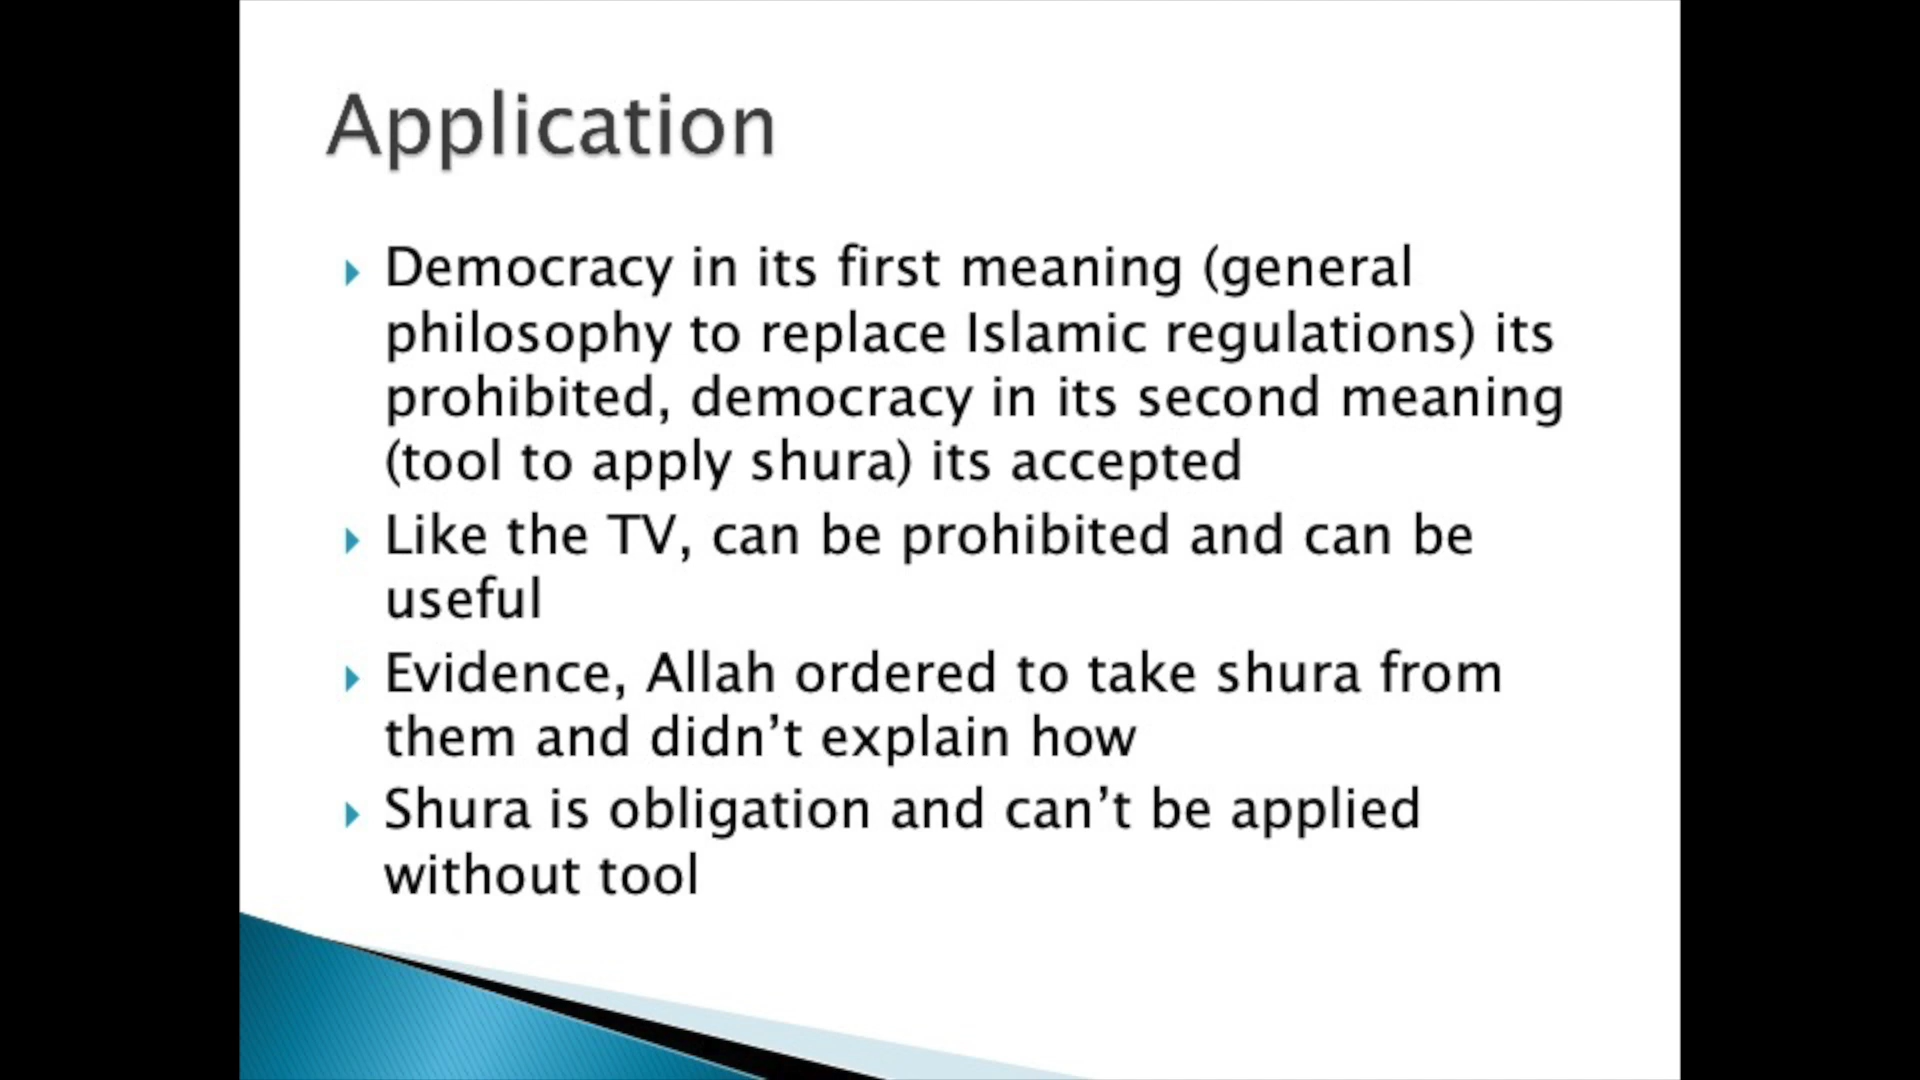 Application
Democracy in its first meaning (general
philosophy to replace Islamic regulations) its
prohibited, democracy in its second meaning
(tool to apply shura) its accepted
Like the TV, can be prohibited and can be
useful
Evidence, Allah ordered to take shura from
them and didn’t explain how
Shura is obligation and can’t be applied
without tool